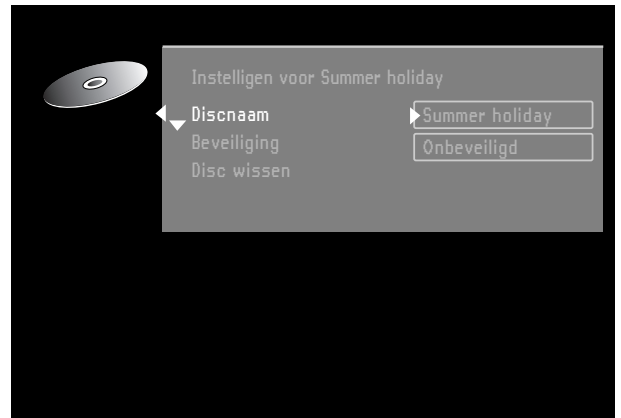 Instelligen voor Summer holiday
Discnaam Summer holiday
Beveiliging Onbeveiligd
Disc wissen